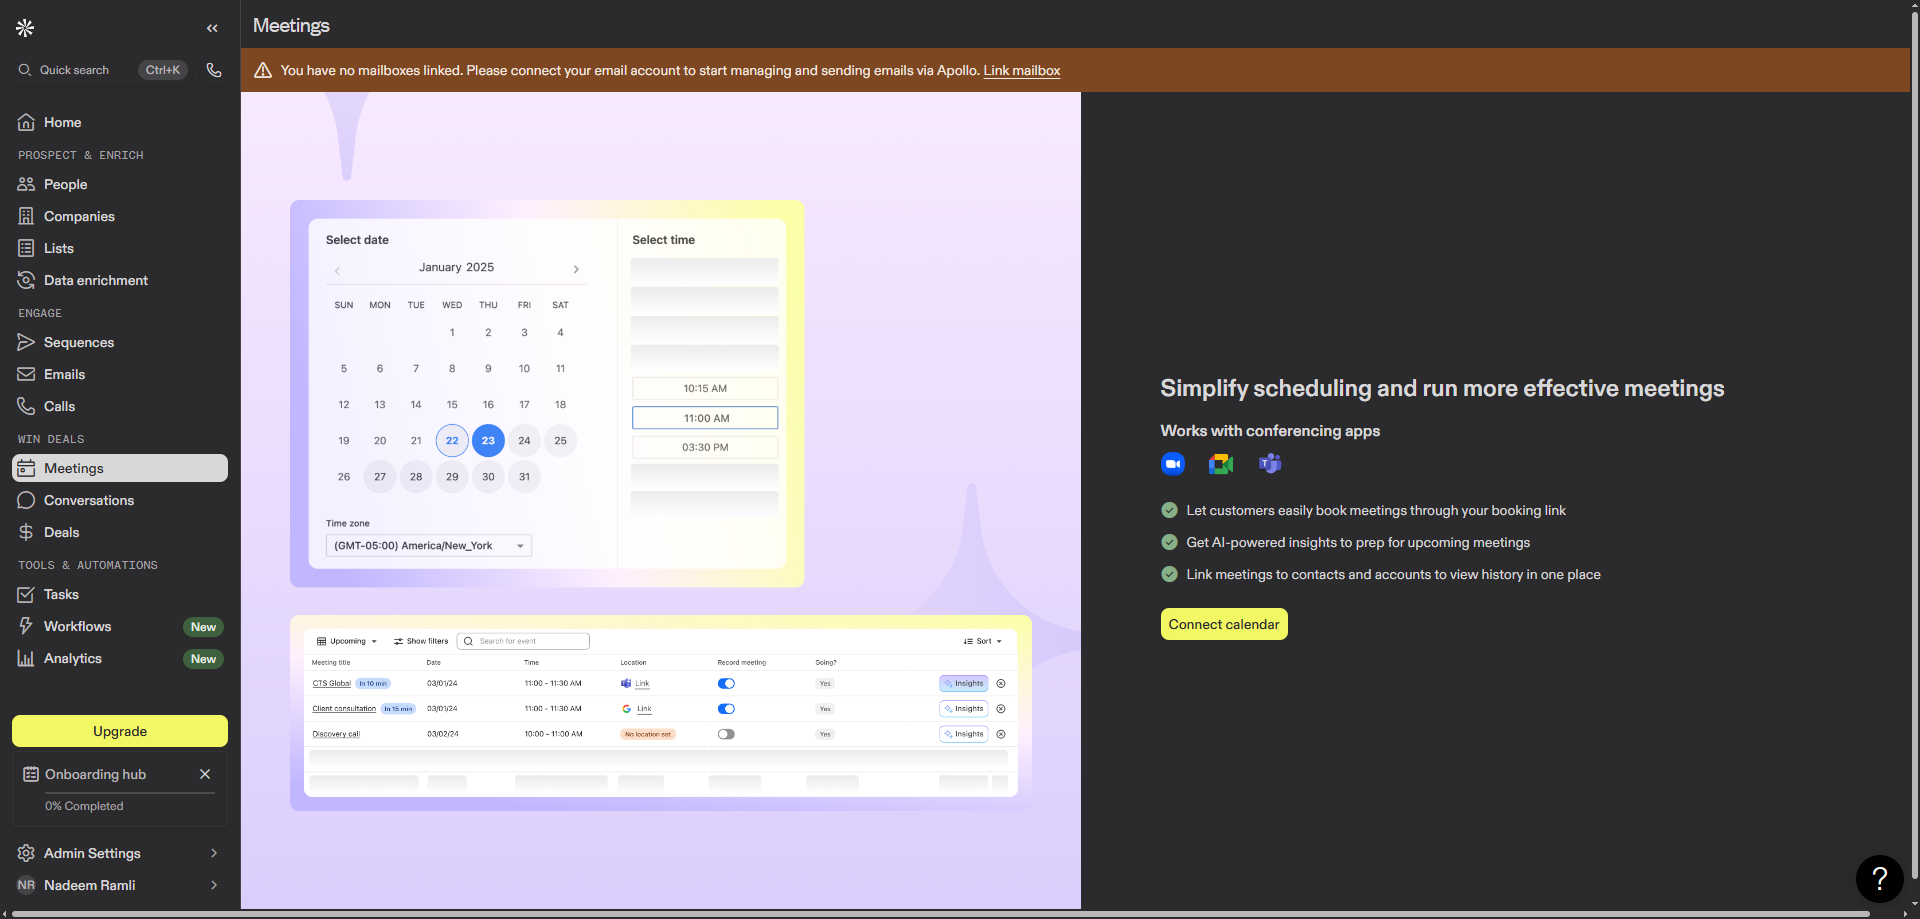 Meetings
Quick search Ctrl+K
You have no mailboxes linked. Please connect your email account to start managing and sending emails via Apollo. Link mailbox
Home
PROSPECT & ENRICH
People
Companies
Lists
Data enrichment
ENGAGE
Sequences
Emails
Calls
WIN DEALS
Meetings
Conversations
Deals
TOOLS & AUTOMATIONS
Tasks
Workflows New
Analytics New
Upgrade
Onboarding hub
0% Completed
Admin Settings
NR Nadeem Ramli
Select date
January 2025
SUN MON TUE WED THU FRI SAT
1 2 3 4
5 6 7 8 9 10 11
12 13 14 15 16 17 18
19 20 21 22 23 24 25
26 27 28 29 30 31
Time zone
(GMT-05:00) America/New_York
Select time
10:15 AM
11:00 AM
03:30 PM
Upcoming Show filters Search for event Sort
Meeting title Date Time Location Record meeting Going?
CTS Global In 10 min 03/01/24 11:00 - 11:30 AM Link Yes Insights
Client consultation In 15 min 03/01/24 11:00 - 11:30 AM Link Yes Insights
Discovery call 03/02/24 10:00 - 11:00 AM No location set Yes Insights
Simplify scheduling and run more effective meetings
Works with conferencing apps
Let customers easily book meetings through your booking link
Get AI-powered insights to prep for upcoming meetings
Link meetings to contacts and accounts to view history in one place
Connect calendar
?